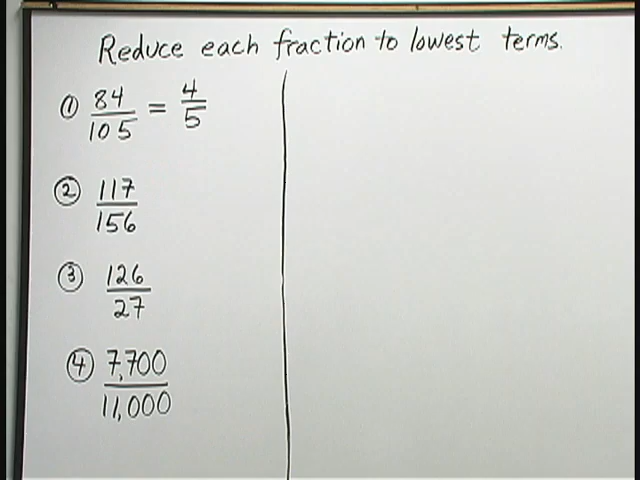 Reduce each fraction to lowest terms.
① 84/105 = 4/5
② 117/156
③ 126/27
④ 7,700/11,000